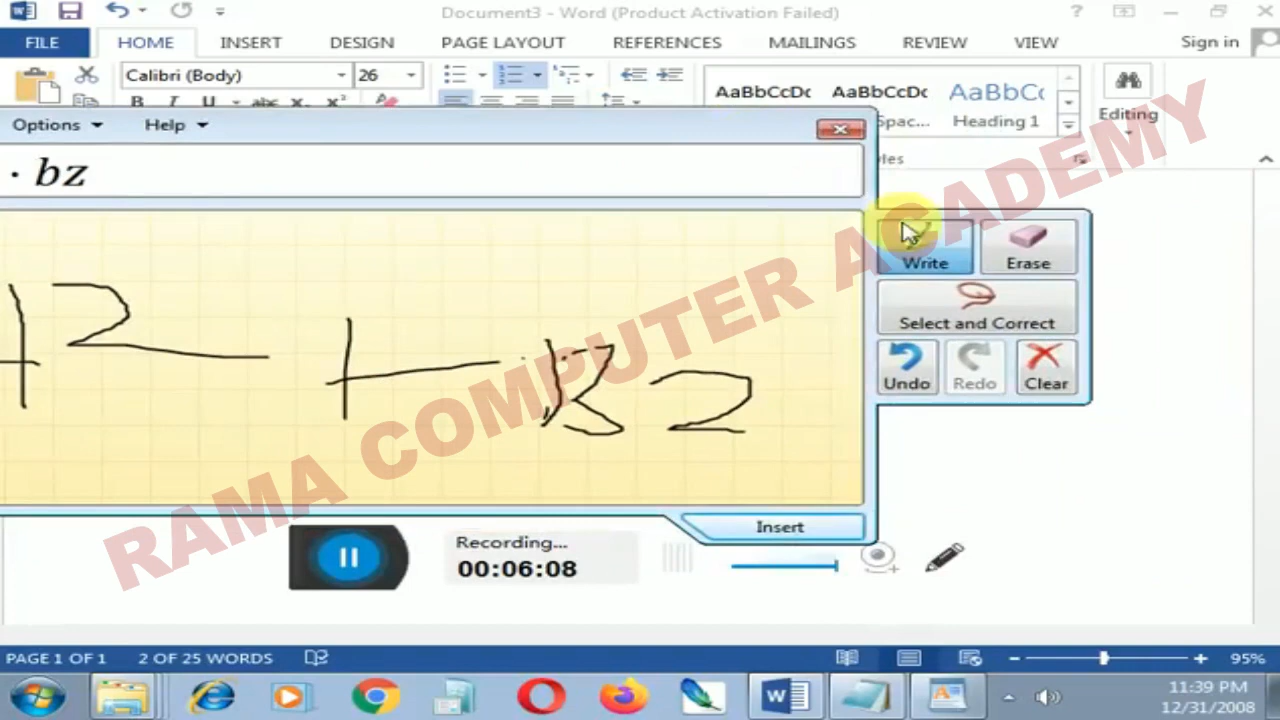 Document3 - Word (Product Activation Failed)
FILE HOME INSERT DESIGN PAGE LAYOUT REFERENCES MAILINGS REVIEW VIEW Sign in
Calibri (Body) 26
AaBbCcDc AaBbCcDc AaBbCc
Spac... Heading 1 Editing
Options Help
· bz
2 + B2
Write Erase
Select and Correct
Undo Redo Clear
RAMA COMPUTER ACADEMY
Insert
Recording...
00:06:08
PAGE 1 OF 1 2 OF 25 WORDS 95%
11:39 PM
12/31/2008